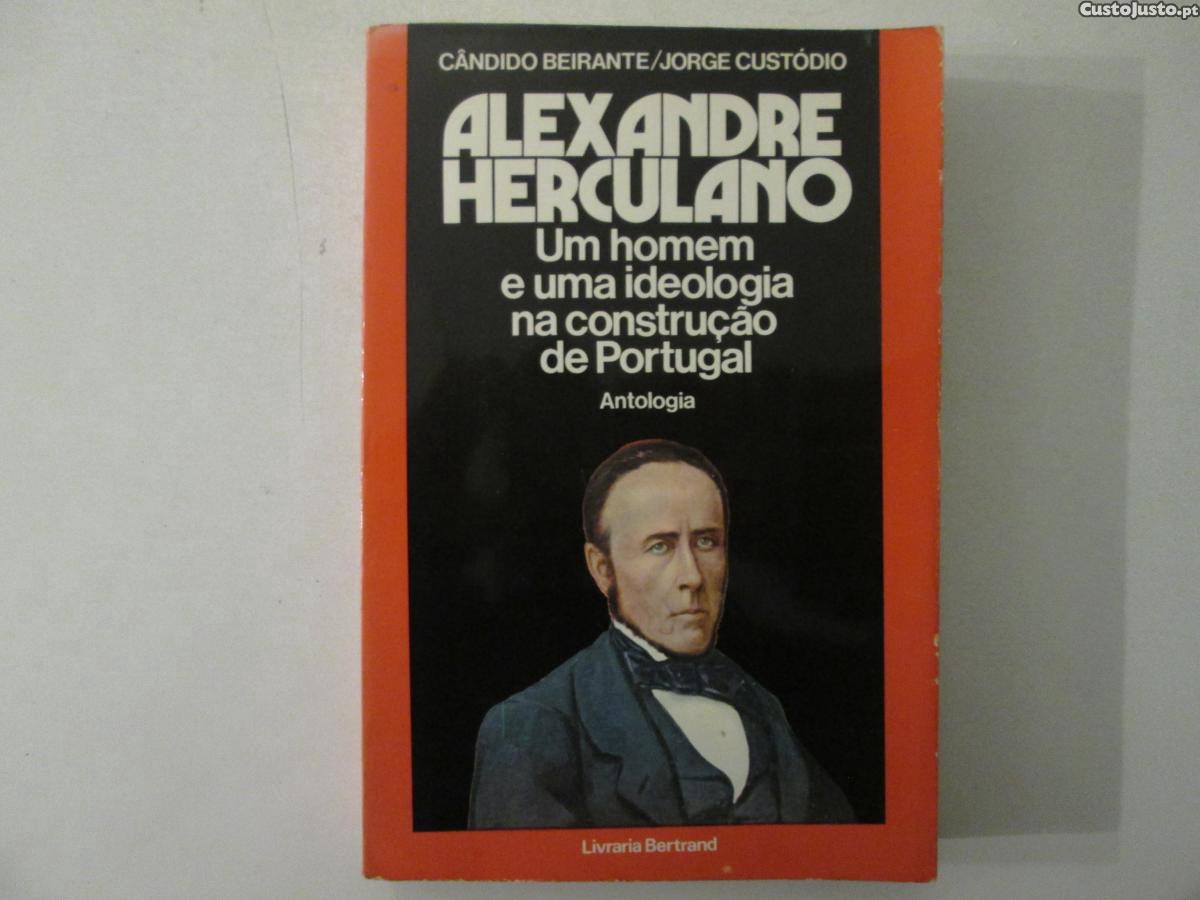 CustoJusto.pt
CÂNDIDO BEIRANTE/JORGE CUSTÓDIO
ALEXANDRE
HERCULANO
Um homem
e uma ideologia
na construção
de Portugal
Antologia
Livraria Bertrand